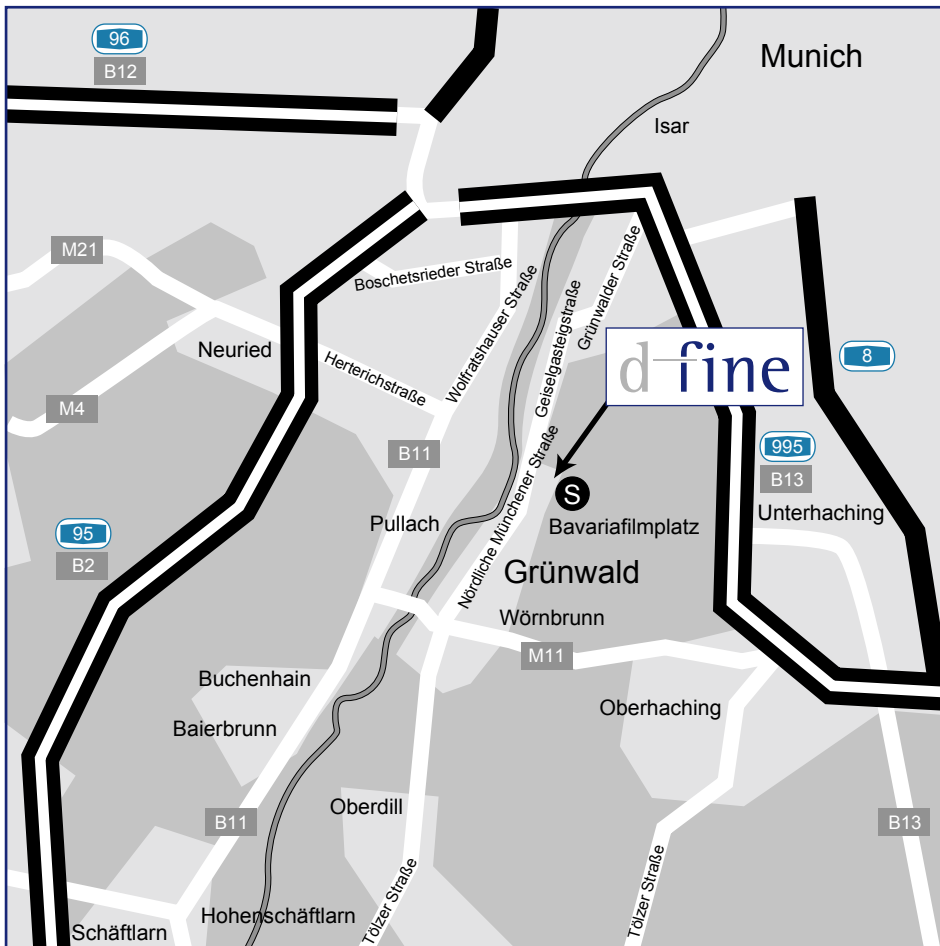 96
B12
Munich
Isar
M21
Boschetsrieder Straße
Neuried
Herterichstraße
Wolfratshauser Straße
Geiselgasteigstraße
Grünwalder Straße
d-fine
8
M4
B11
995
B13
Unterhaching
95
B2
Pullach
S
Bavariafilmplatz
Nördliche Münchener Straße
Grünwald
Wörnbrunn
M11
Buchenhain
Baierbrunn
Oberhaching
B11
Oberdill
B13
Tölzer Straße
Tölzer Straße
Hohenschäftlarn
Schäftlarn